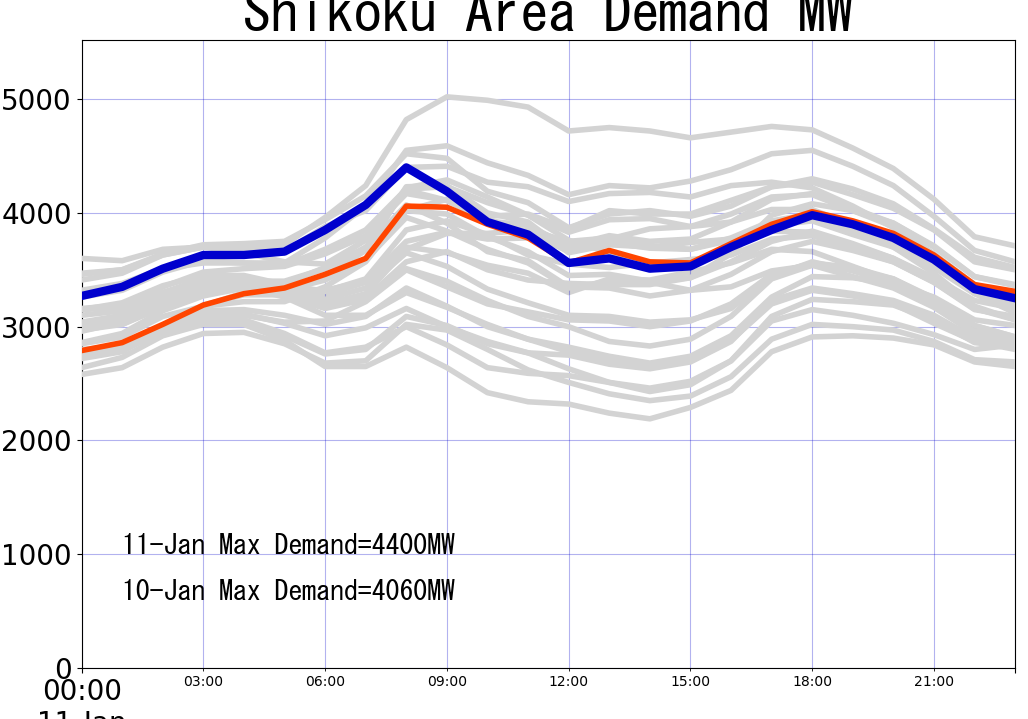 Shikoku Area Demand MW
5000
4000
3000
2000
1000
0
11-Jan Max Demand=4400MW
10-Jan Max Demand=4060MW
00:00 03:00 06:00 09:00 12:00 15:00 18:00 21:00
11 Jan